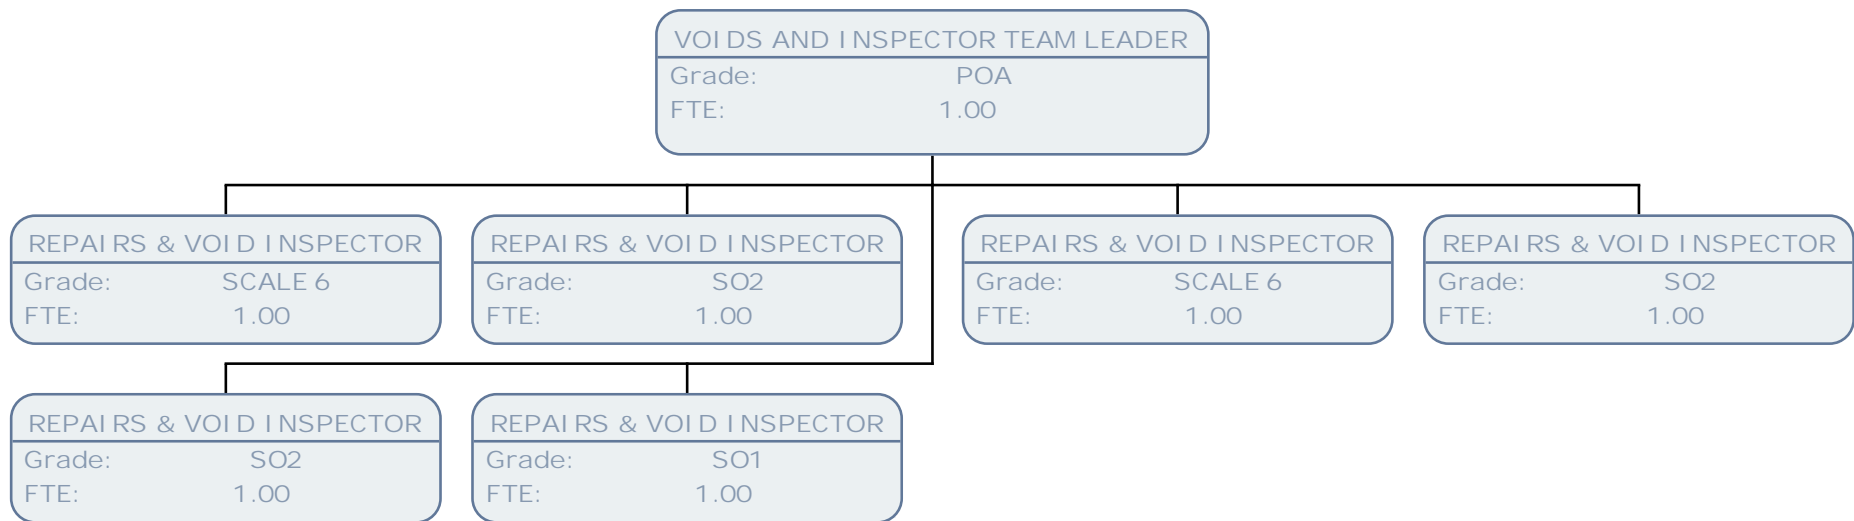 VOIDS AND INSPECTOR TEAM LEADER
Grade: POA
FTE: 1.00
REPAIRS & VOID INSPECTOR
Grade: SCALE 6
FTE: 1.00
REPAIRS & VOID INSPECTOR
Grade: SO2
FTE: 1.00
REPAIRS & VOID INSPECTOR
Grade: SCALE 6
FTE: 1.00
REPAIRS & VOID INSPECTOR
Grade: SO2
FTE: 1.00
REPAIRS & VOID INSPECTOR
Grade: SO2
FTE: 1.00
REPAIRS & VOID INSPECTOR
Grade: SO1
FTE: 1.00